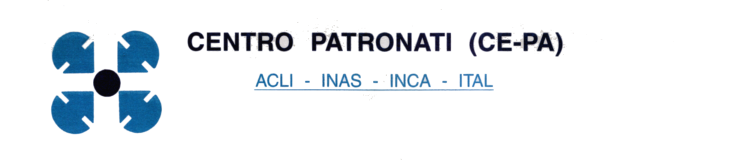 CENTRO PATRONATI (CE-PA)
ACLI - INAS - INCA - ITAL